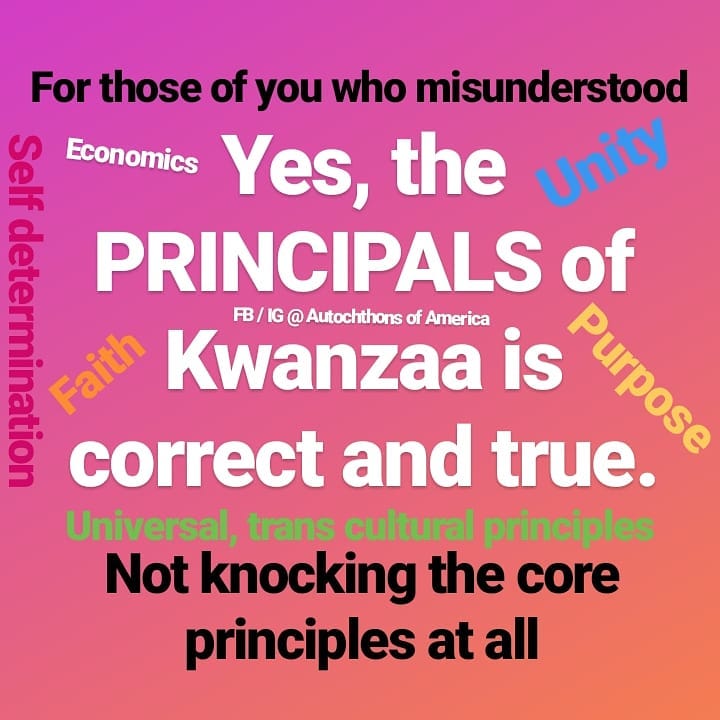 For those of you who misunderstood
Economics
Yes, the
Unity
Self determination
PRINCIPALS of
FB / IG @ Autochthons of America
Kwanzaa is
Faith
Purpose
correct and true.
Universal, trans cultural principles
Not knocking the core
principles at all